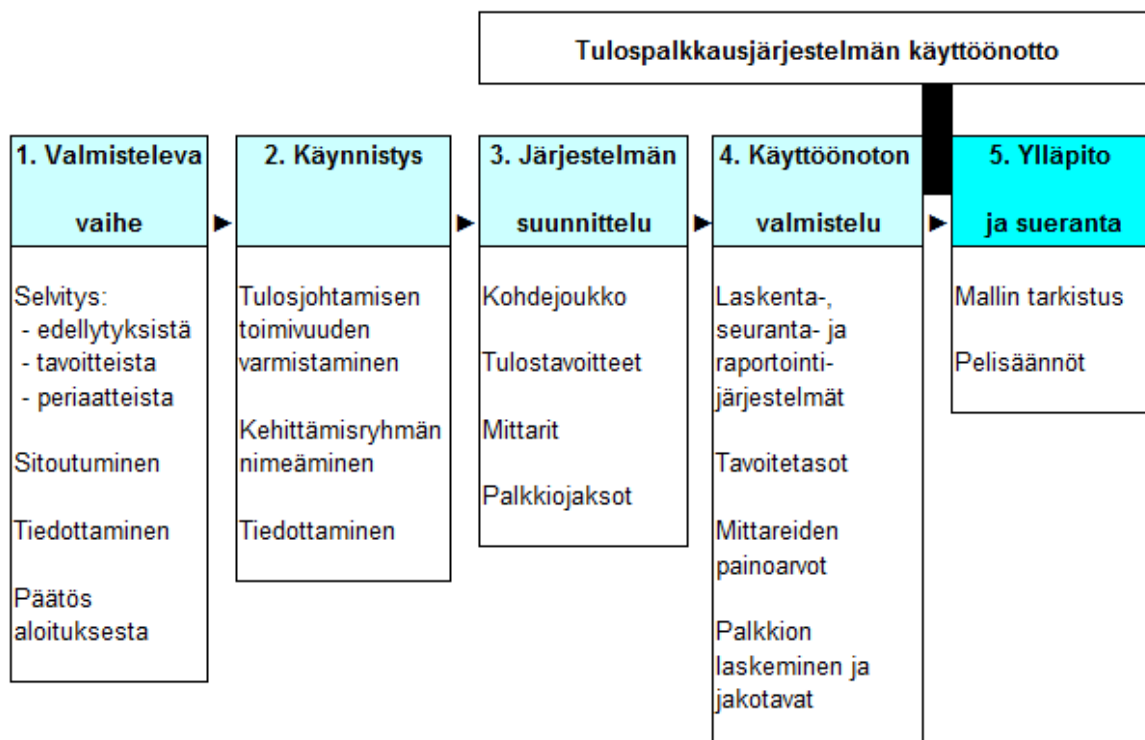 Tulospalkkausjärjestelmän käyttöönotto
1. Valmisteleva
vaihe
Selvitys:
- edellytyksistä
- tavoitteista
- periaatteista
Sitoutuminen
Tiedottaminen
Päätös
aloituksesta
2. Käynnistys
Tulosjohtamisen
toimivuuden
varmistaminen
Kehittämisryhmän
nimeäminen
Tiedottaminen
3. Järjestelmän
suunnittelu
Kohdejoukko
Tulostavoitteet
Mittarit
Palkkiojaksot
4. Käyttöönoton
valmistelu
Laskenta-,
seuranta- ja
raportointi-
järjestelmät
Tavoitetasot
Mittareiden
painoarvot
Palkkion
laskeminen ja
jakotavat
5. Ylläpito
ja sueranta
Mallin tarkistus
Pelisäännöt